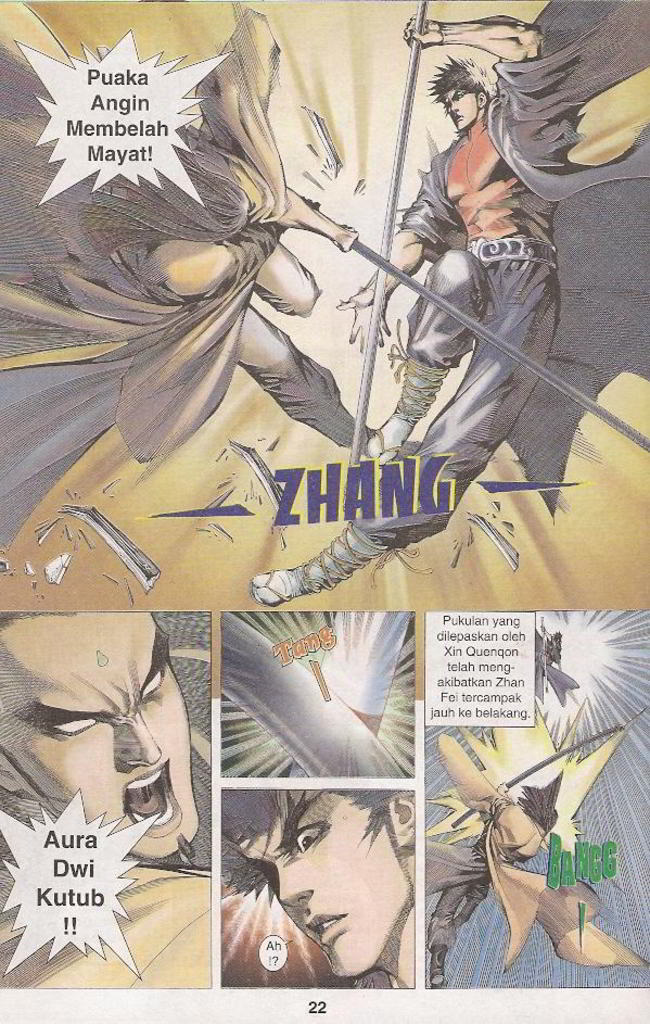 Puaka
Angin
Membelah
Mayat!
ZHANG
Aura
Dwi
Kutub
!!
Tang
!
Ah
!?
Pukulan yang
dilepaskan oleh
Xin Quenqon
telah meng-
akibatkan Zhan
Fei tercampak
jauh ke belakang.
BANGG
!
22